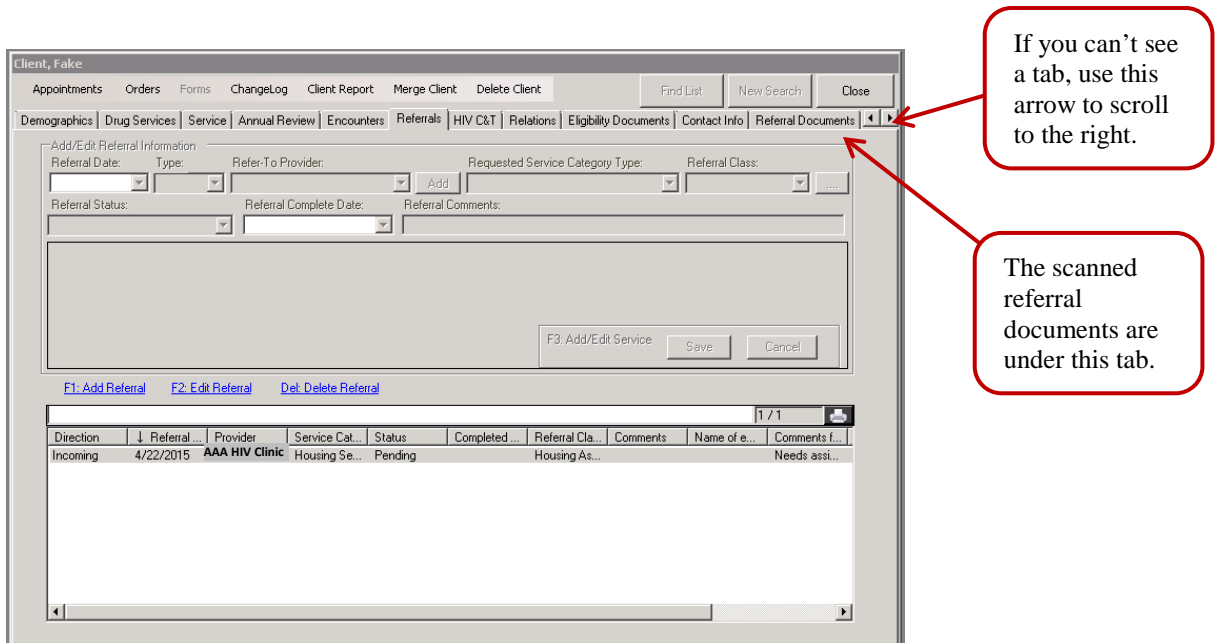 If you can’t see
a tab, use this
arrow to scroll
to the right.
Client, Fake
Appointments Orders Forms ChangeLog Client Report Merge Client Delete Client Find List New Search Close
Demographics Drug Services Service Annual Review Encounters Referrals HIV C&T Relations Eligibility Documents Contact Info Referral Documents
Add/Edit Referral Information
Referral Date: Type: Refer-To Provider: Requested Service Category Type: Referral Class:
Add ....
Referral Status: Referral Complete Date: Referral Comments:
The scanned
referral
documents are
under this tab.
F3: Add/Edit Service Save Cancel
F1: Add Referral F2: Edit Referral Del: Delete Referral
1 / 1
Direction ↓ Referral ... Provider Service Cat... Status Completed ... Referral Cla... Comments Name of e... Comments f...
Incoming 4/22/2015 AAA HIV Clinic Housing Se... Pending Housing As... Needs assi...